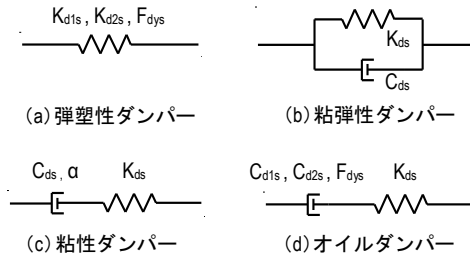 Kd1s, Kd2s, Fdys
Kds
Cds
(a)弾塑性ダンパー
(b)粘弾性ダンパー
Cds, α
Kds
Cd1s, Cd2s, Fdys
Kds
(c)粘性ダンパー
(d)オイルダンパー